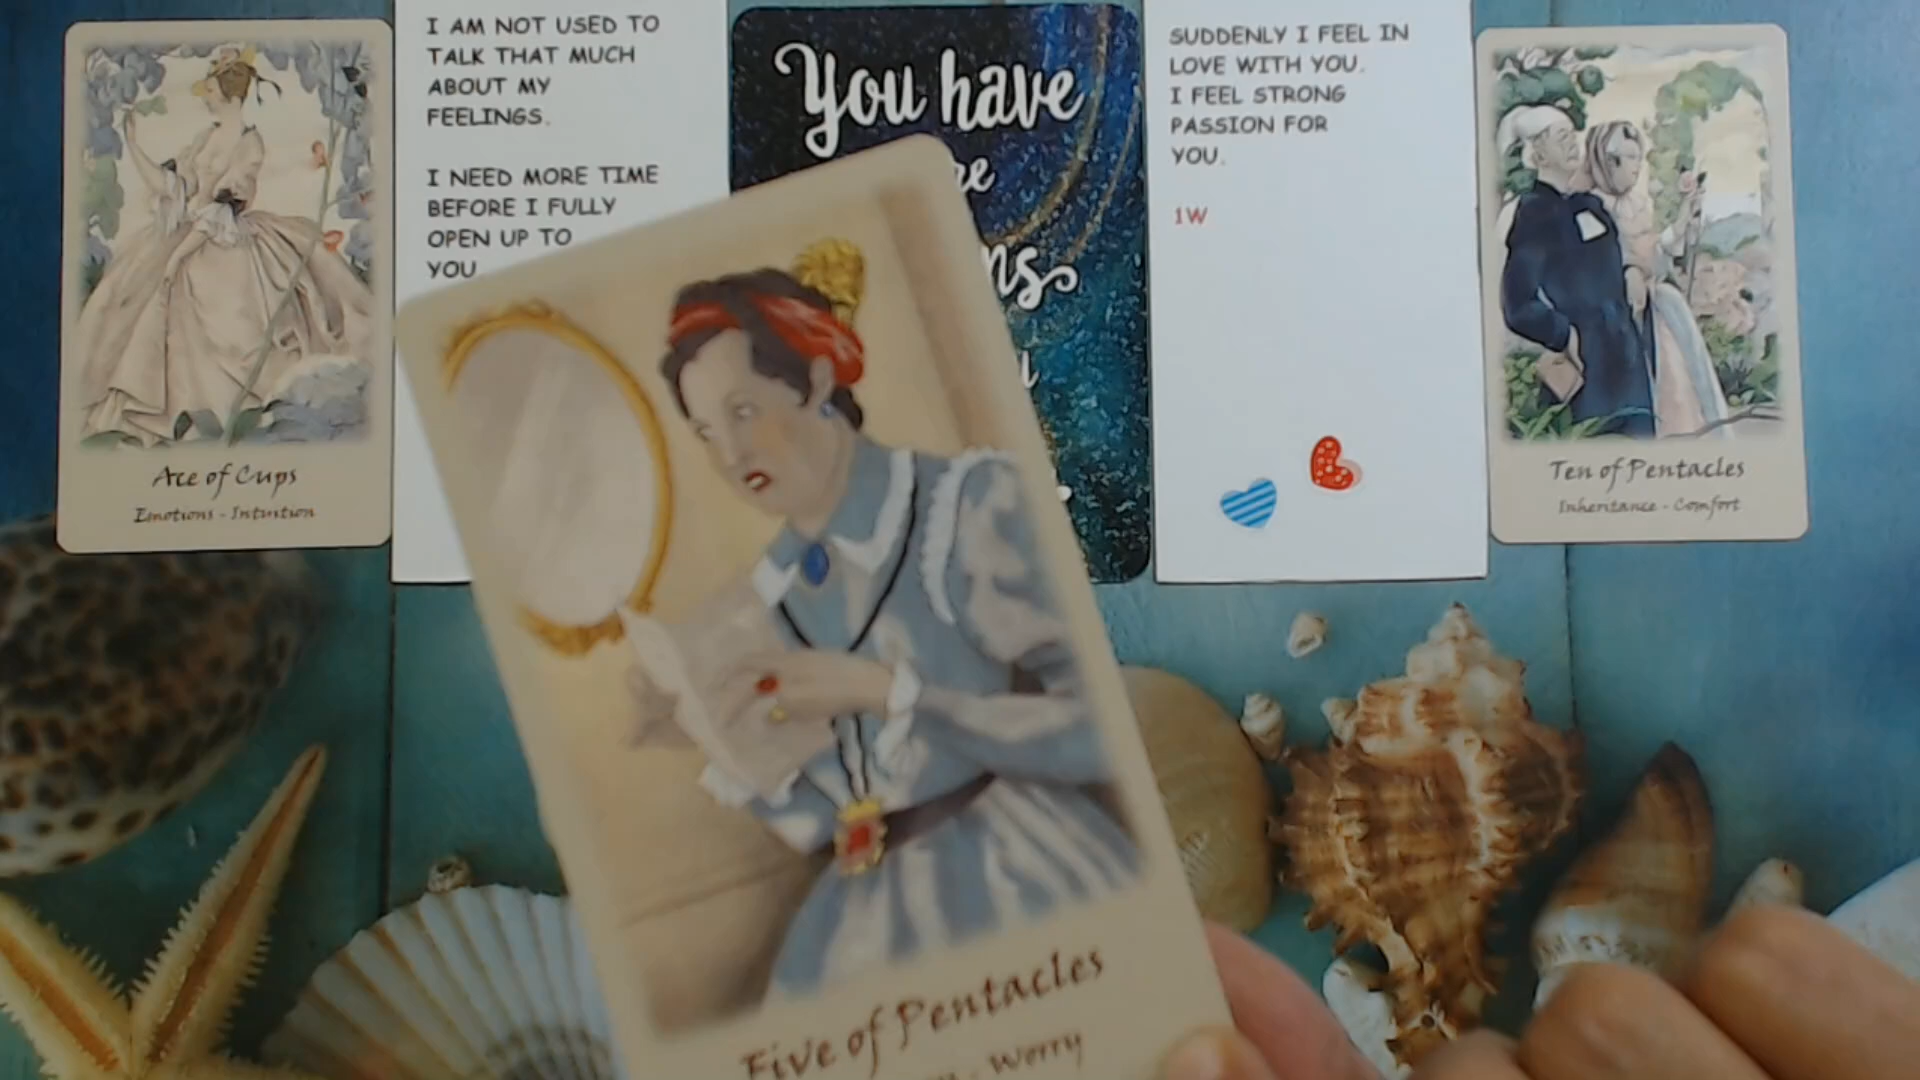 Ace of Cups
Emotions - Intuition
I AM NOT USED TO
TALK THAT MUCH
ABOUT MY
FEELINGS.
I NEED MORE TIME
BEFORE I FULLY
OPEN UP TO
YOU
You have
SUDDENLY I FEEL IN
LOVE WITH YOU.
I FEEL STRONG
PASSION FOR
YOU.
1W
Ten of Pentacles
Inheritance - Comfort
Five of Pentacles
- Worry